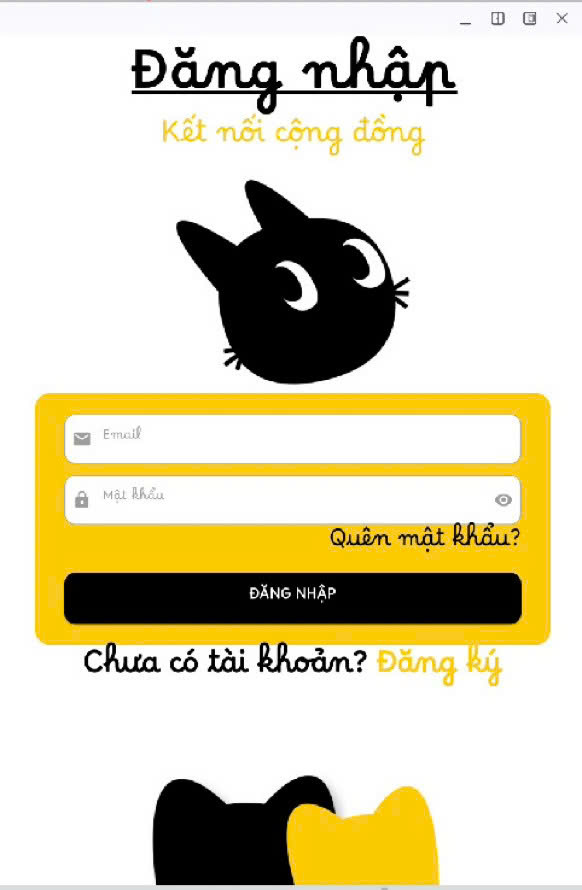 Đăng nhập
Kết nối cộng đồng
Email
Mật khẩu
Quên mật khẩu?
ĐĂNG NHẬP
Chưa có tài khoản? Đăng ký